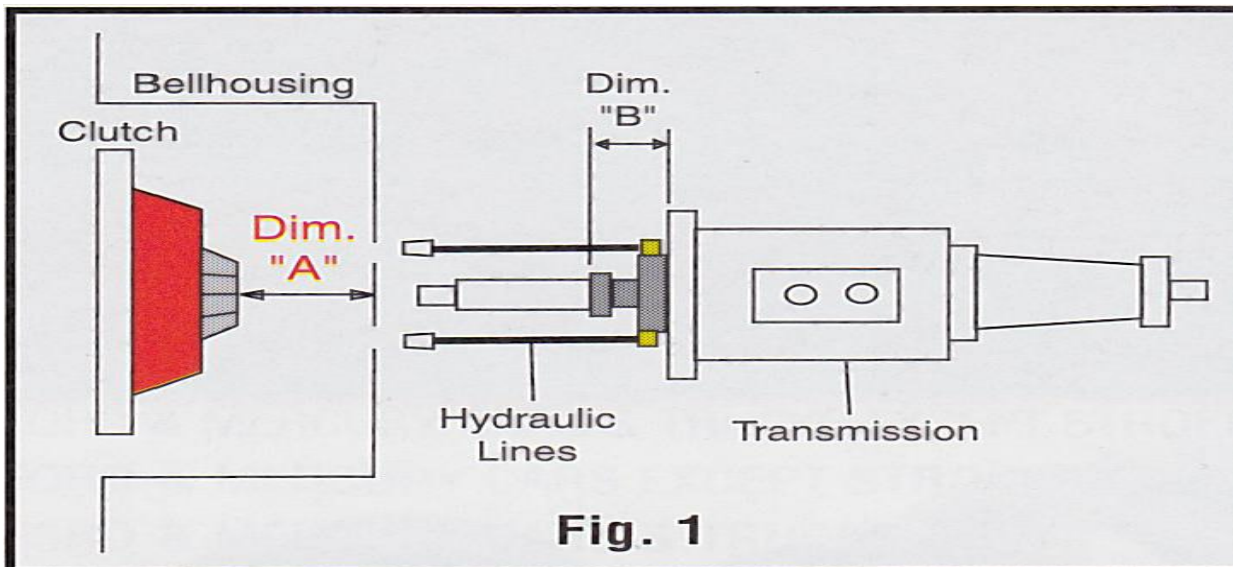 Bellhousing
Clutch
Dim.
"A"
Dim.
"B"
Hydraulic
Lines
Transmission
Fig. 1